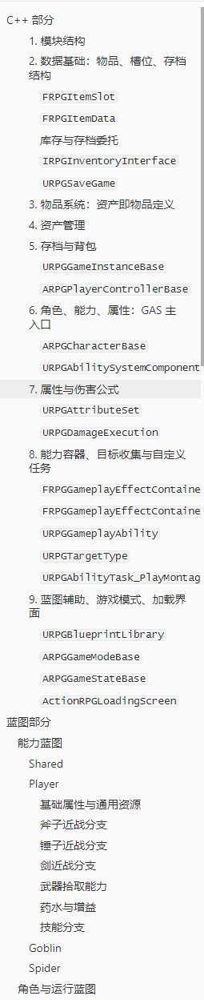 C++ 部分
1. 模块结构
2. 数据基础：物品、槽位、存档
结构
FRPGItemSlot
FRPGItemData
库存与存档委托
IRPGInventoryInterface
URPGSaveGame
3. 物品系统：资产即物品定义
4. 资产管理
5. 存档与背包
URPGGameInstanceBase
ARPGPlayerControllerBase
6. 角色、能力、属性：GAS 主
入口
ARPGCharacterBase
URPGAbilitySystemComponent
7. 属性与伤害公式
URPGAttributeSet
URPGDamageExecution
8. 能力容器、目标收集与自定义
任务
FRPGGameplayEffectContaine
FRPGGameplayEffectContaine
URPGGameplayAbility
URPGTargetType
URPGAbilityTask_PlayMontag
9. 蓝图辅助、游戏模式、加载界
面
URPGBlueprintLibrary
ARPGGameModeBase
ARPGGameStateBase
ActionRPGLoadingScreen
蓝图部分
能力蓝图
Shared
Player
基础属性与通用资源
斧子近战分支
锤子近战分支
剑近战分支
武器拾取能力
药水与增益
技能分支
Goblin
Spider
角色与运行蓝图